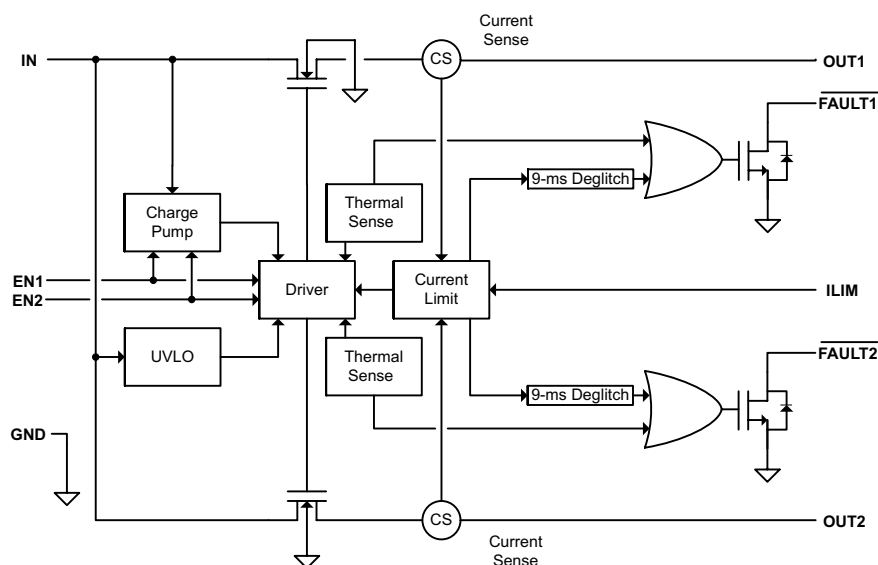 Current
Sense
IN
CS
OUT1
FAULT1
9-ms Deglitch
Thermal
Sense
Charge
Pump
EN1
EN2
Driver
Current
Limit
ILIM
UVLO
Thermal
Sense
FAULT2
9-ms Deglitch
GND
CS
OUT2
Current
Sense